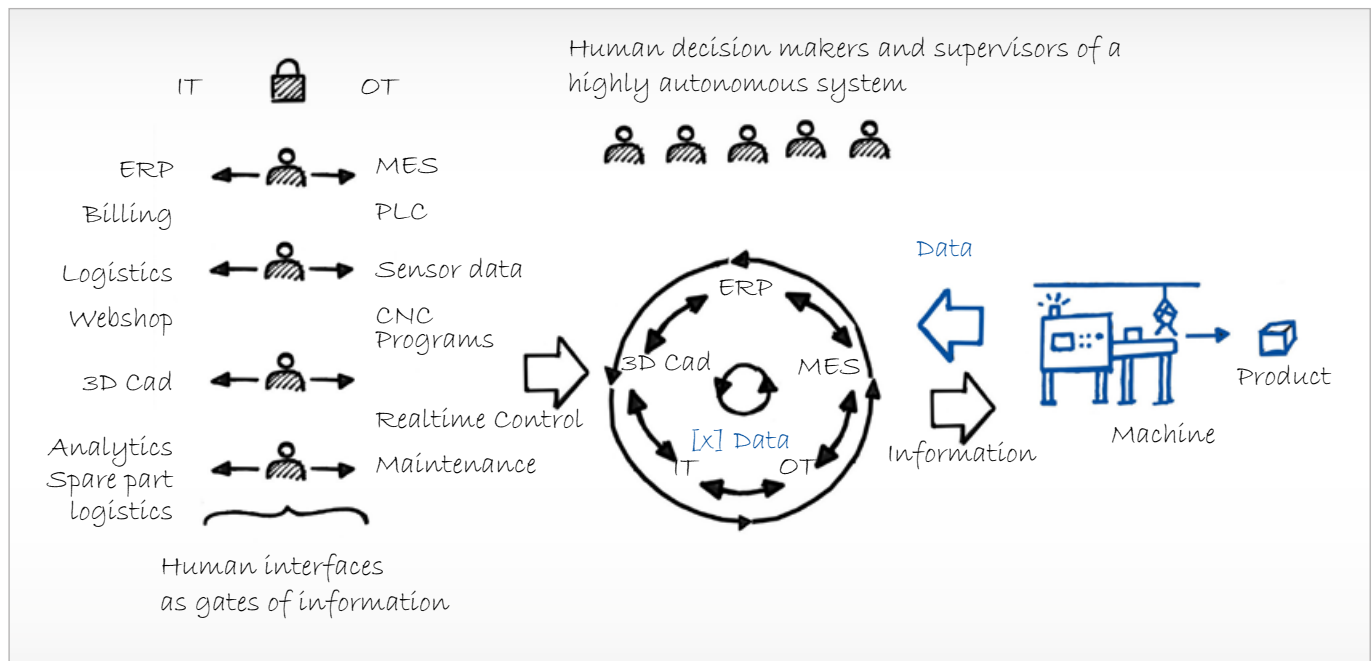 IT
OT
ERP
MES
Billing
PLC
Logistics
Sensor data
Webshop
CNC
Programs
3D Cad
Realtime Control
Analytics
Spare part
logistics
Maintenance
Human interfaces
as gates of information
Human decision makers and supervisors of a
highly autonomous system
ERP
3D Cad
MES
[x] Data
IT
OT
Data
Information
Machine
Product